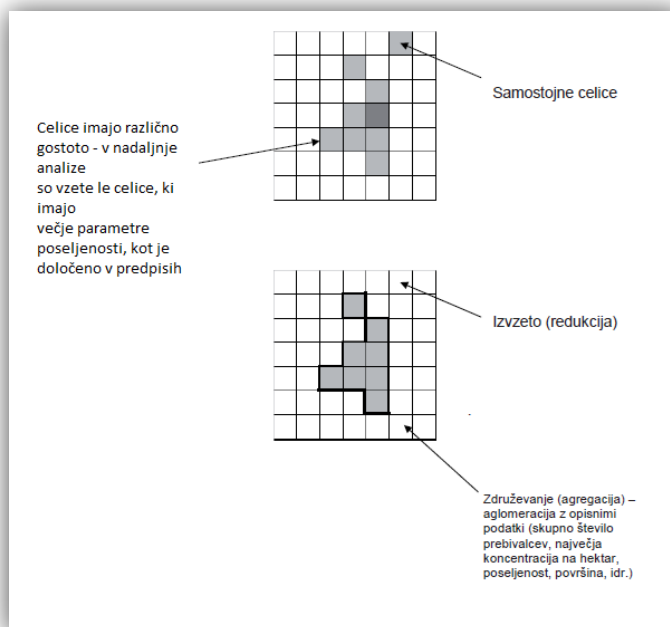 Samostojne celice
Celice imajo različno
gostoto - v nadaljnje
analize
so vzete le celice, ki
imajo
večje parametre
poseljenosti, kot je
določeno v predpisih
Izvzeto (redukcija)
Združevanje (agregacija) –
aglomeracija z opisnimi
podatki (skupno število
prebivalcev, največja
koncentracija na hektar,
poseljenost, površina, idr.)